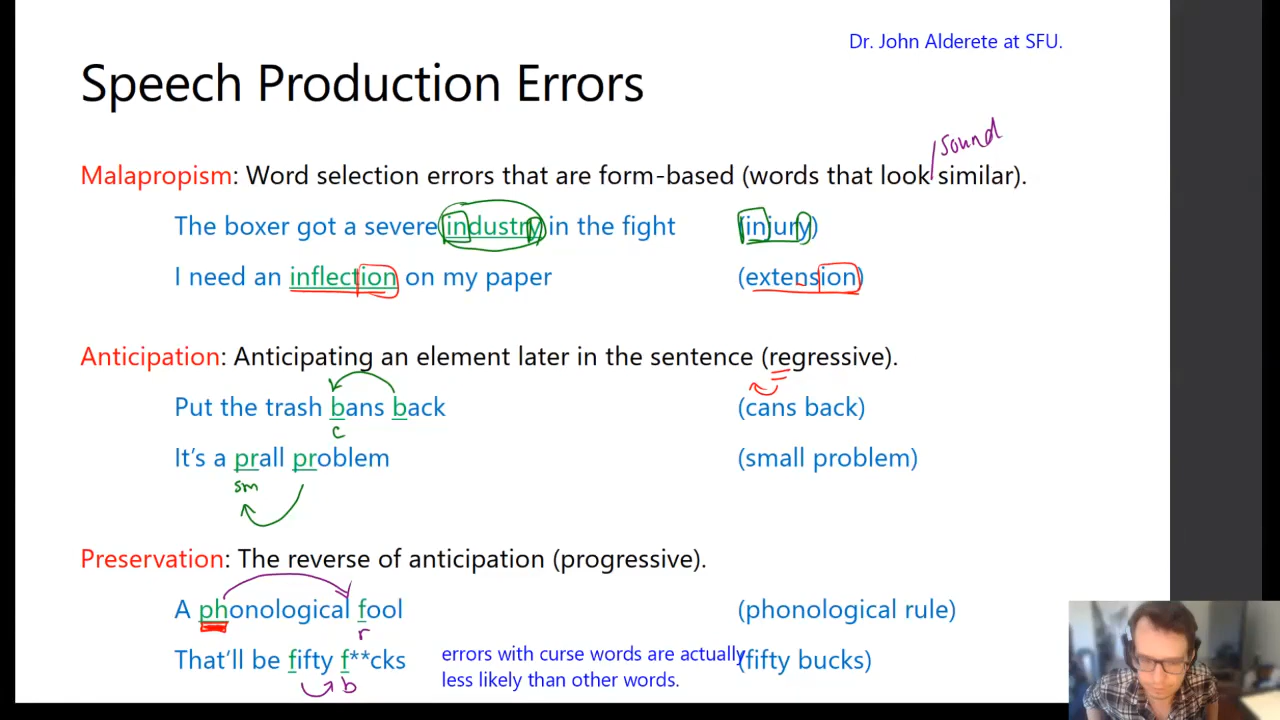 Dr. John Alderete at SFU.
Speech Production Errors
sound
Malapropism: Word selection errors that are form-based (words that look/similar).
The boxer got a severe industry in the fight (injury)
I need an inflection on my paper (extension)
Anticipation: Anticipating an element later in the sentence (regressive).
Put the trash bans back (cans back)
c
It's a prall problem (small problem)
sm
Preservation: The reverse of anticipation (progressive).
A phonological fool (phonological rule)
r
That'll be fifty f**cks (fifty bucks)
b
errors with curse words are actually
less likely than other words.